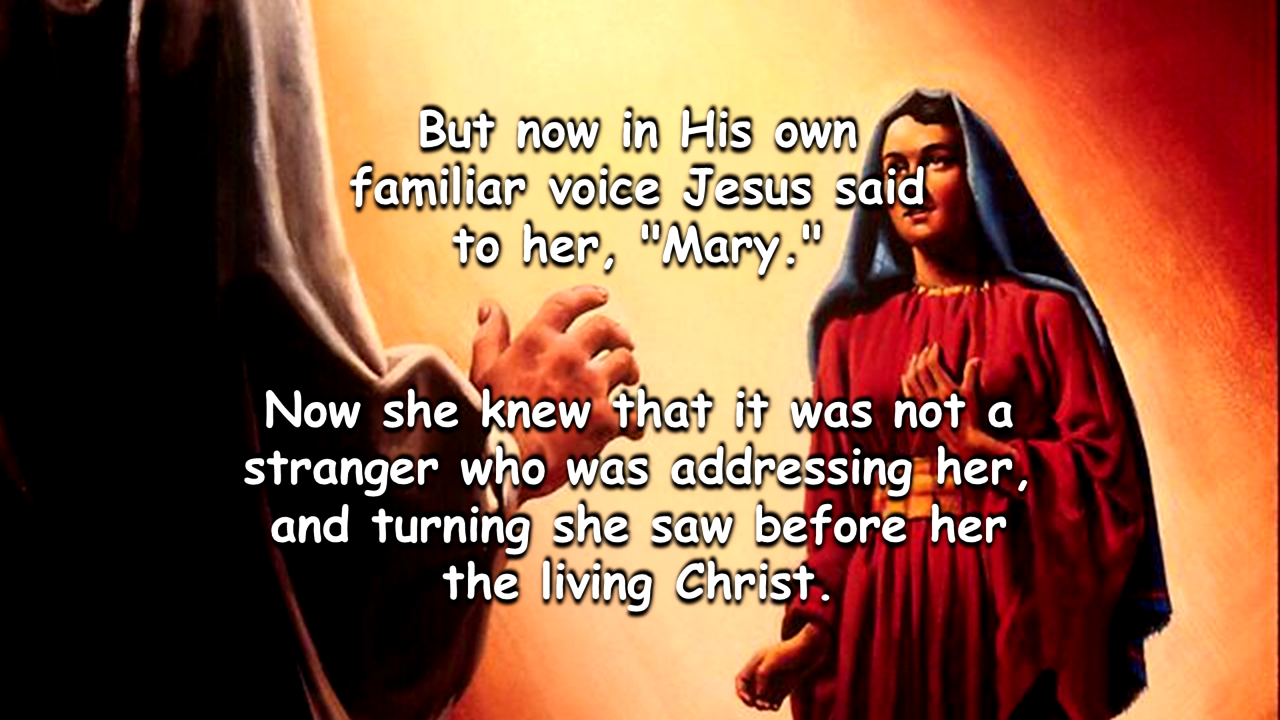 But now in His own
familiar voice Jesus said
to her, "Mary."
Now she knew that it was not a
stranger who was addressing her,
and turning she saw before her
the living Christ.